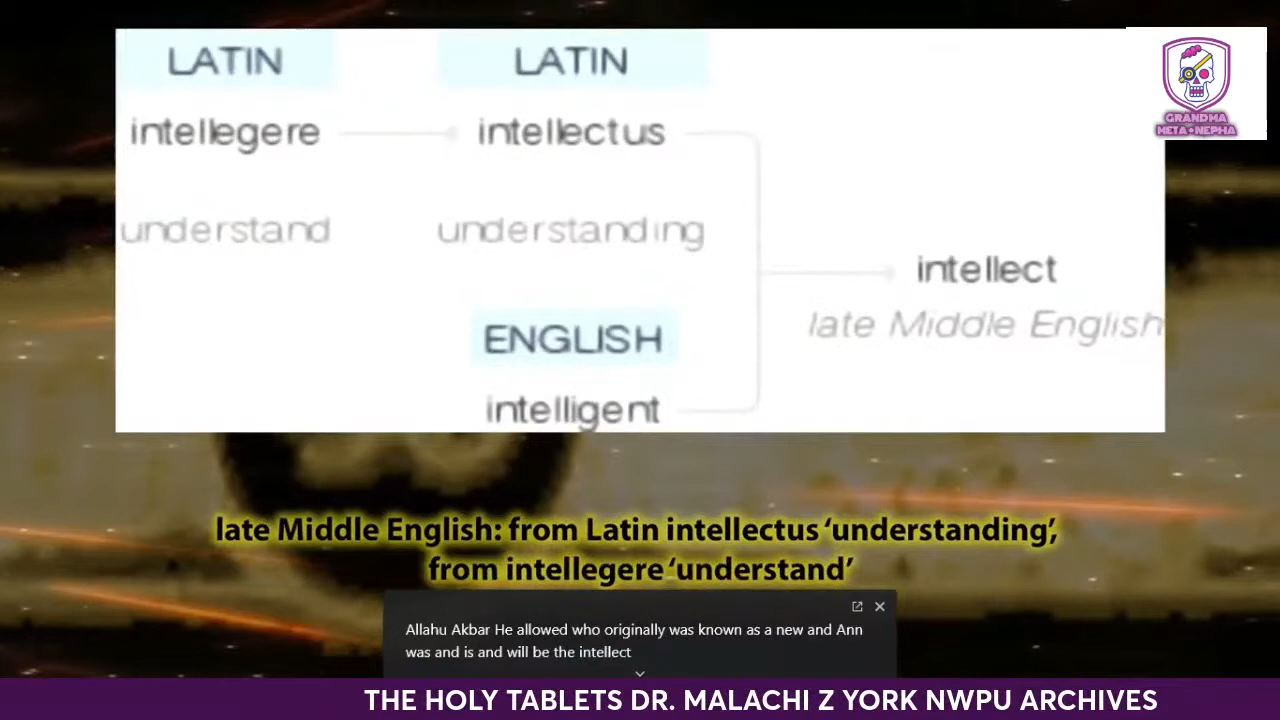 LATIN LATIN
intellegere intellectus
understand understanding
intellect
late Middle English
ENGLISH
intelligent
GRANDMA
META•NEPHA
late Middle English: from Latin intellectus ‘understanding’,
from intellegere ‘understand’
Allahu Akbar He allowed who originally was known as a new and Ann
was and is and will be the intellect
THE HOLY TABLETS DR. MALACHI Z YORK NWPU ARCHIVES